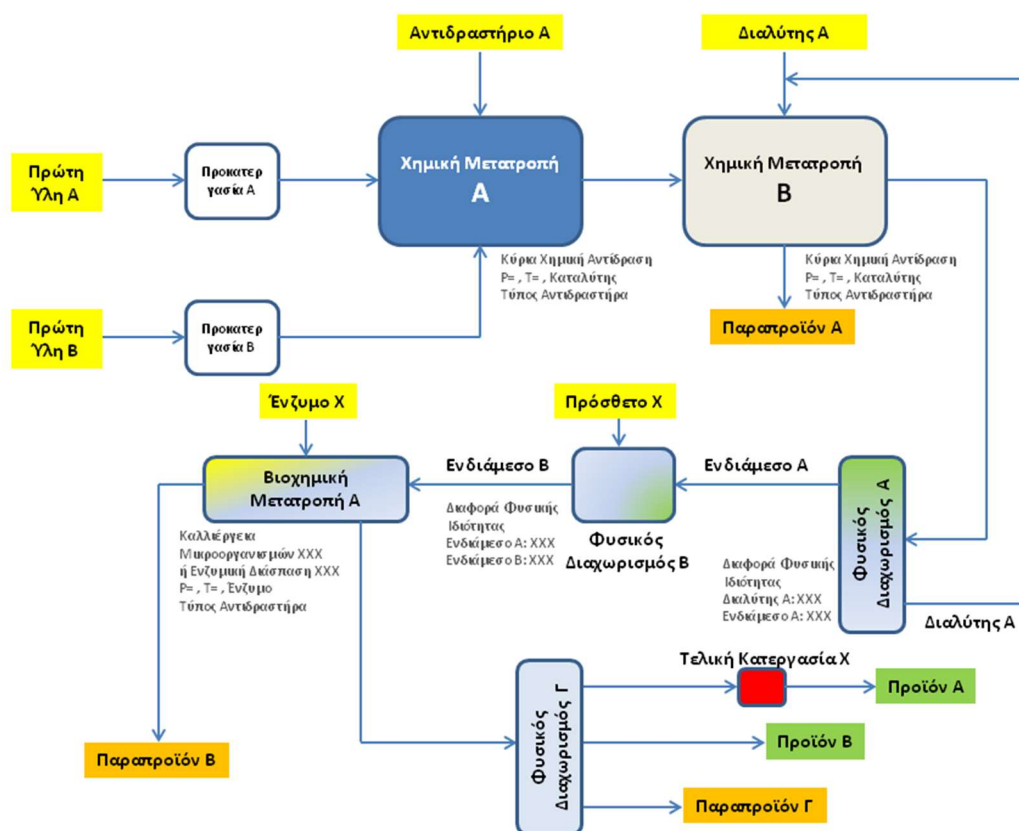 Αντιδραστήριο Α
Διαλύτης Α
Πρώτη
Ύλη Α
Προκατερ
γασία Α
Χημική Μετατροπή
Α
Χημική Μετατροπή
Β
Κύρια Χημική Αντίδραση
P= , T= , Καταλύτης
Τύπος Αντιδραστήρα
Κύρια Χημική Αντίδραση
P= , T= , Καταλύτης
Τύπος Αντιδραστήρα
Πρώτη
Ύλη Β
Προκατερ
γασία Β
Παραπροϊόν Α
Ένζυμο Χ
Πρόσθετο Χ
Βιοχημική
Μετατροπή Α
Ενδιάμεσο Β
Ενδιάμεσο Α
Φυσικός
Διαχωρισμός Α
Καλλιέργεια
Μικροοργανισμών ΧΧΧ
ή Ενζυμική Διάσπαση ΧΧΧ
P= , T= , Ένζυμο
Τύπος Αντιδραστήρα
Διαφορά Φυσικής
Ιδιότητας
Ενδιάμεσο Α: ΧΧΧ
Ενδιάμεσο Β: ΧΧΧ
Φυσικός
Διαχωρισμός Β
Διαφορά Φυσικής
Ιδιότητας
Διαλύτης Α: ΧΧΧ
Ενδιάμεσο Α: ΧΧΧ
Διαλύτης Α
Τελική Κατεργασία Χ
Φυσικός
Διαχωρισμός Γ
Προϊόν Α
Προϊόν Β
Παραπροϊόν Β
Παραπροϊόν Γ